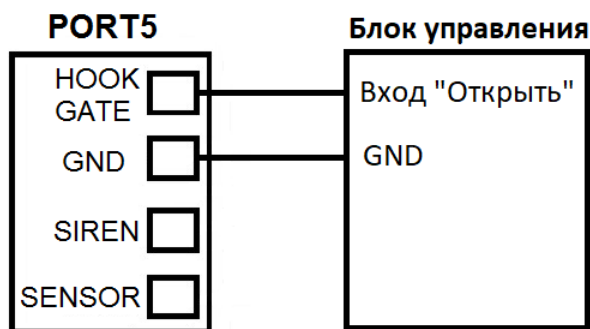 PORT5
Блок управления
HOOK
GATE
Вход "Открыть"
GND
GND
SIREN
SENSOR